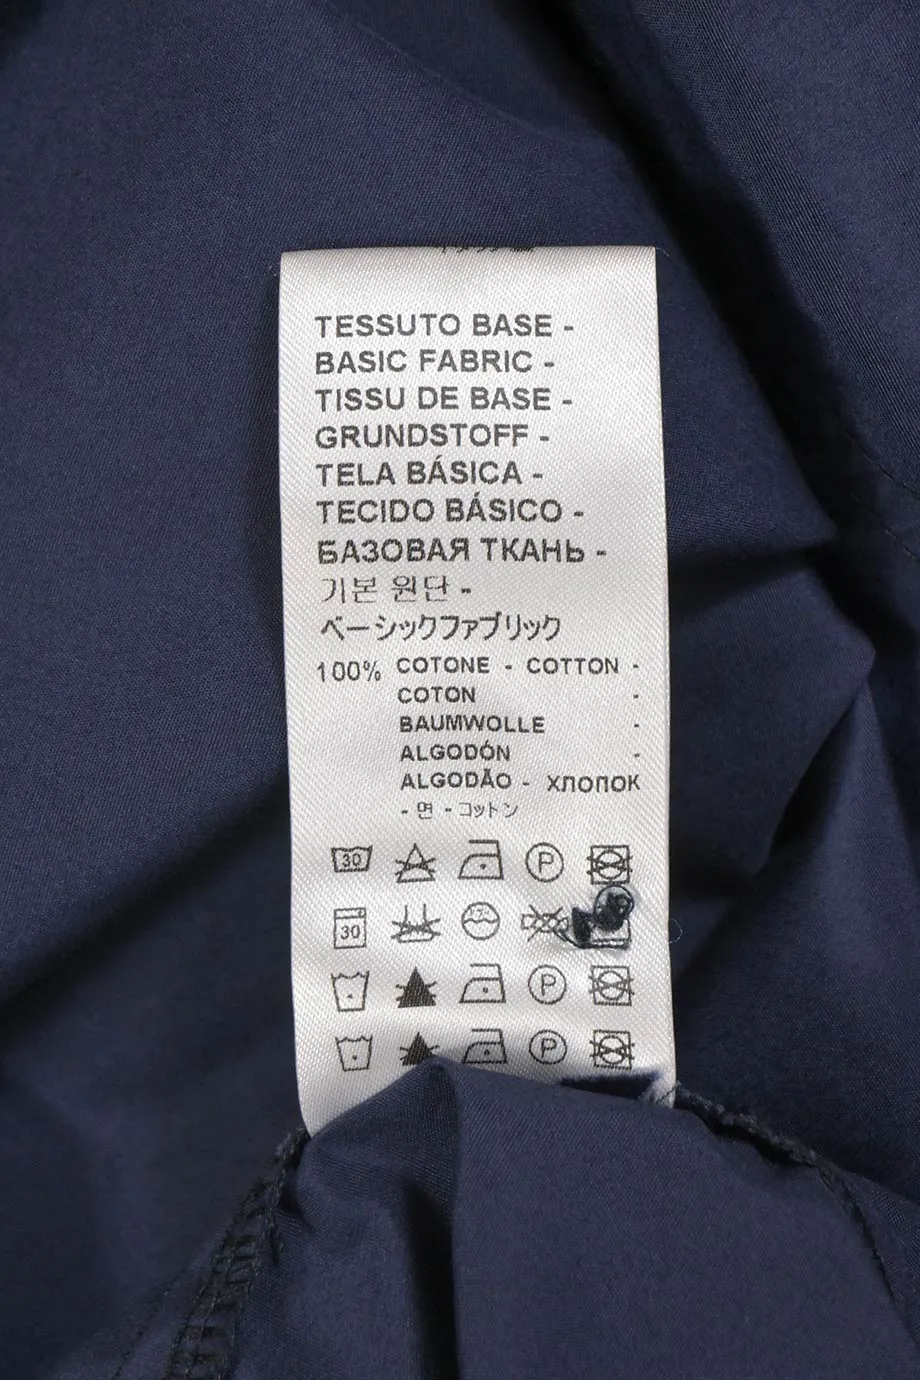 TESSUTO BASE -
BASIC FABRIC -
TISSU DE BASE -
GRUNDSTOFF -
TELA BÁSICA -
TECIDO BÁSICO -
БАЗОВАЯ ТКАНЬ -
기본 원단 -
ベーシックファブリック
100% COTONE - COTTON -
COTON -
BAUMWOLLE -
ALGODÓN -
ALGODÃO - ХЛОПОК
- 면 - コットン
30 P
30
P
P